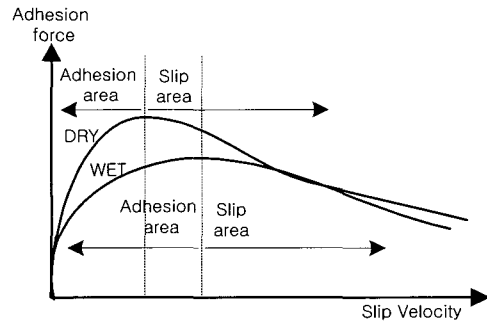 Adhesion
force
Adhesion
area
Slip
area
DRY
WET
Adhesion
area
Slip
area
Slip Velocity